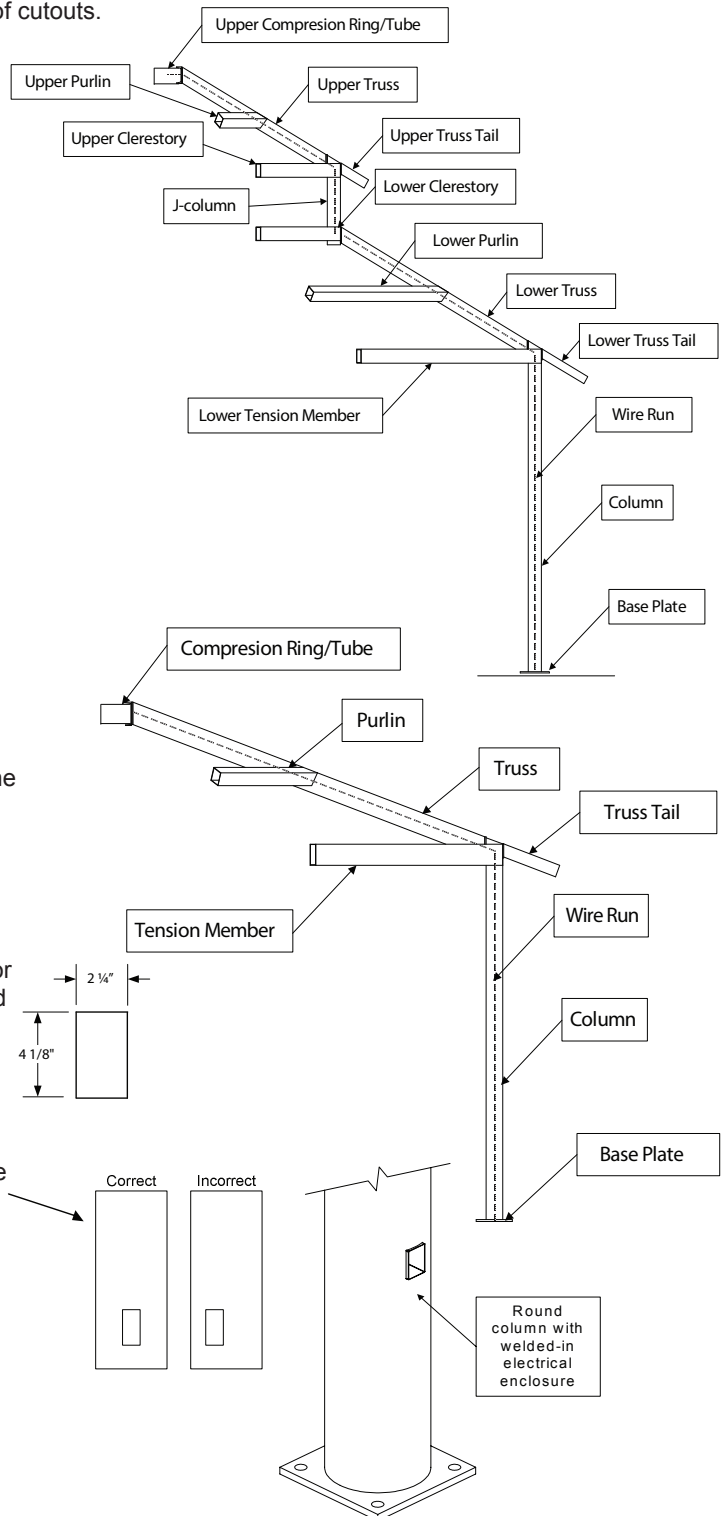 of cutouts.
Upper Compresion Ring/Tube
Upper Purlin
Upper Truss
Upper Clerestory
Upper Truss Tail
J-column
Lower Clerestory
Lower Purlin
Lower Truss
Lower Truss Tail
Lower Tension Member
Wire Run
Column
Base Plate
Compresion Ring/Tube
Purlin
Truss
Truss Tail
Tension Member
Wire Run
2 ¼"
4 1/8"
Column
Base Plate
Correct
Incorrect
Round
column with
welded-in
electrical
enclosure